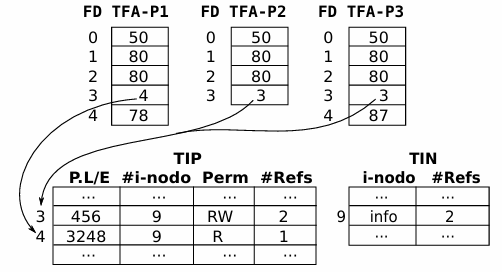 FD TFA-P1 FD TFA-P2 FD TFA-P3
0 50 0 50 0 50
1 80 1 80 1 80
2 80 2 80 2 80
3 4 3 3 3 3
4 78 4 87
TIP TIN
P.L/E #i-nodo Perm #Refs i-nodo #Refs
... ... ... ... ... ...
3 456 9 RW 2 9 info 2
4 3248 9 R 1 ... ...
... ... ... ...